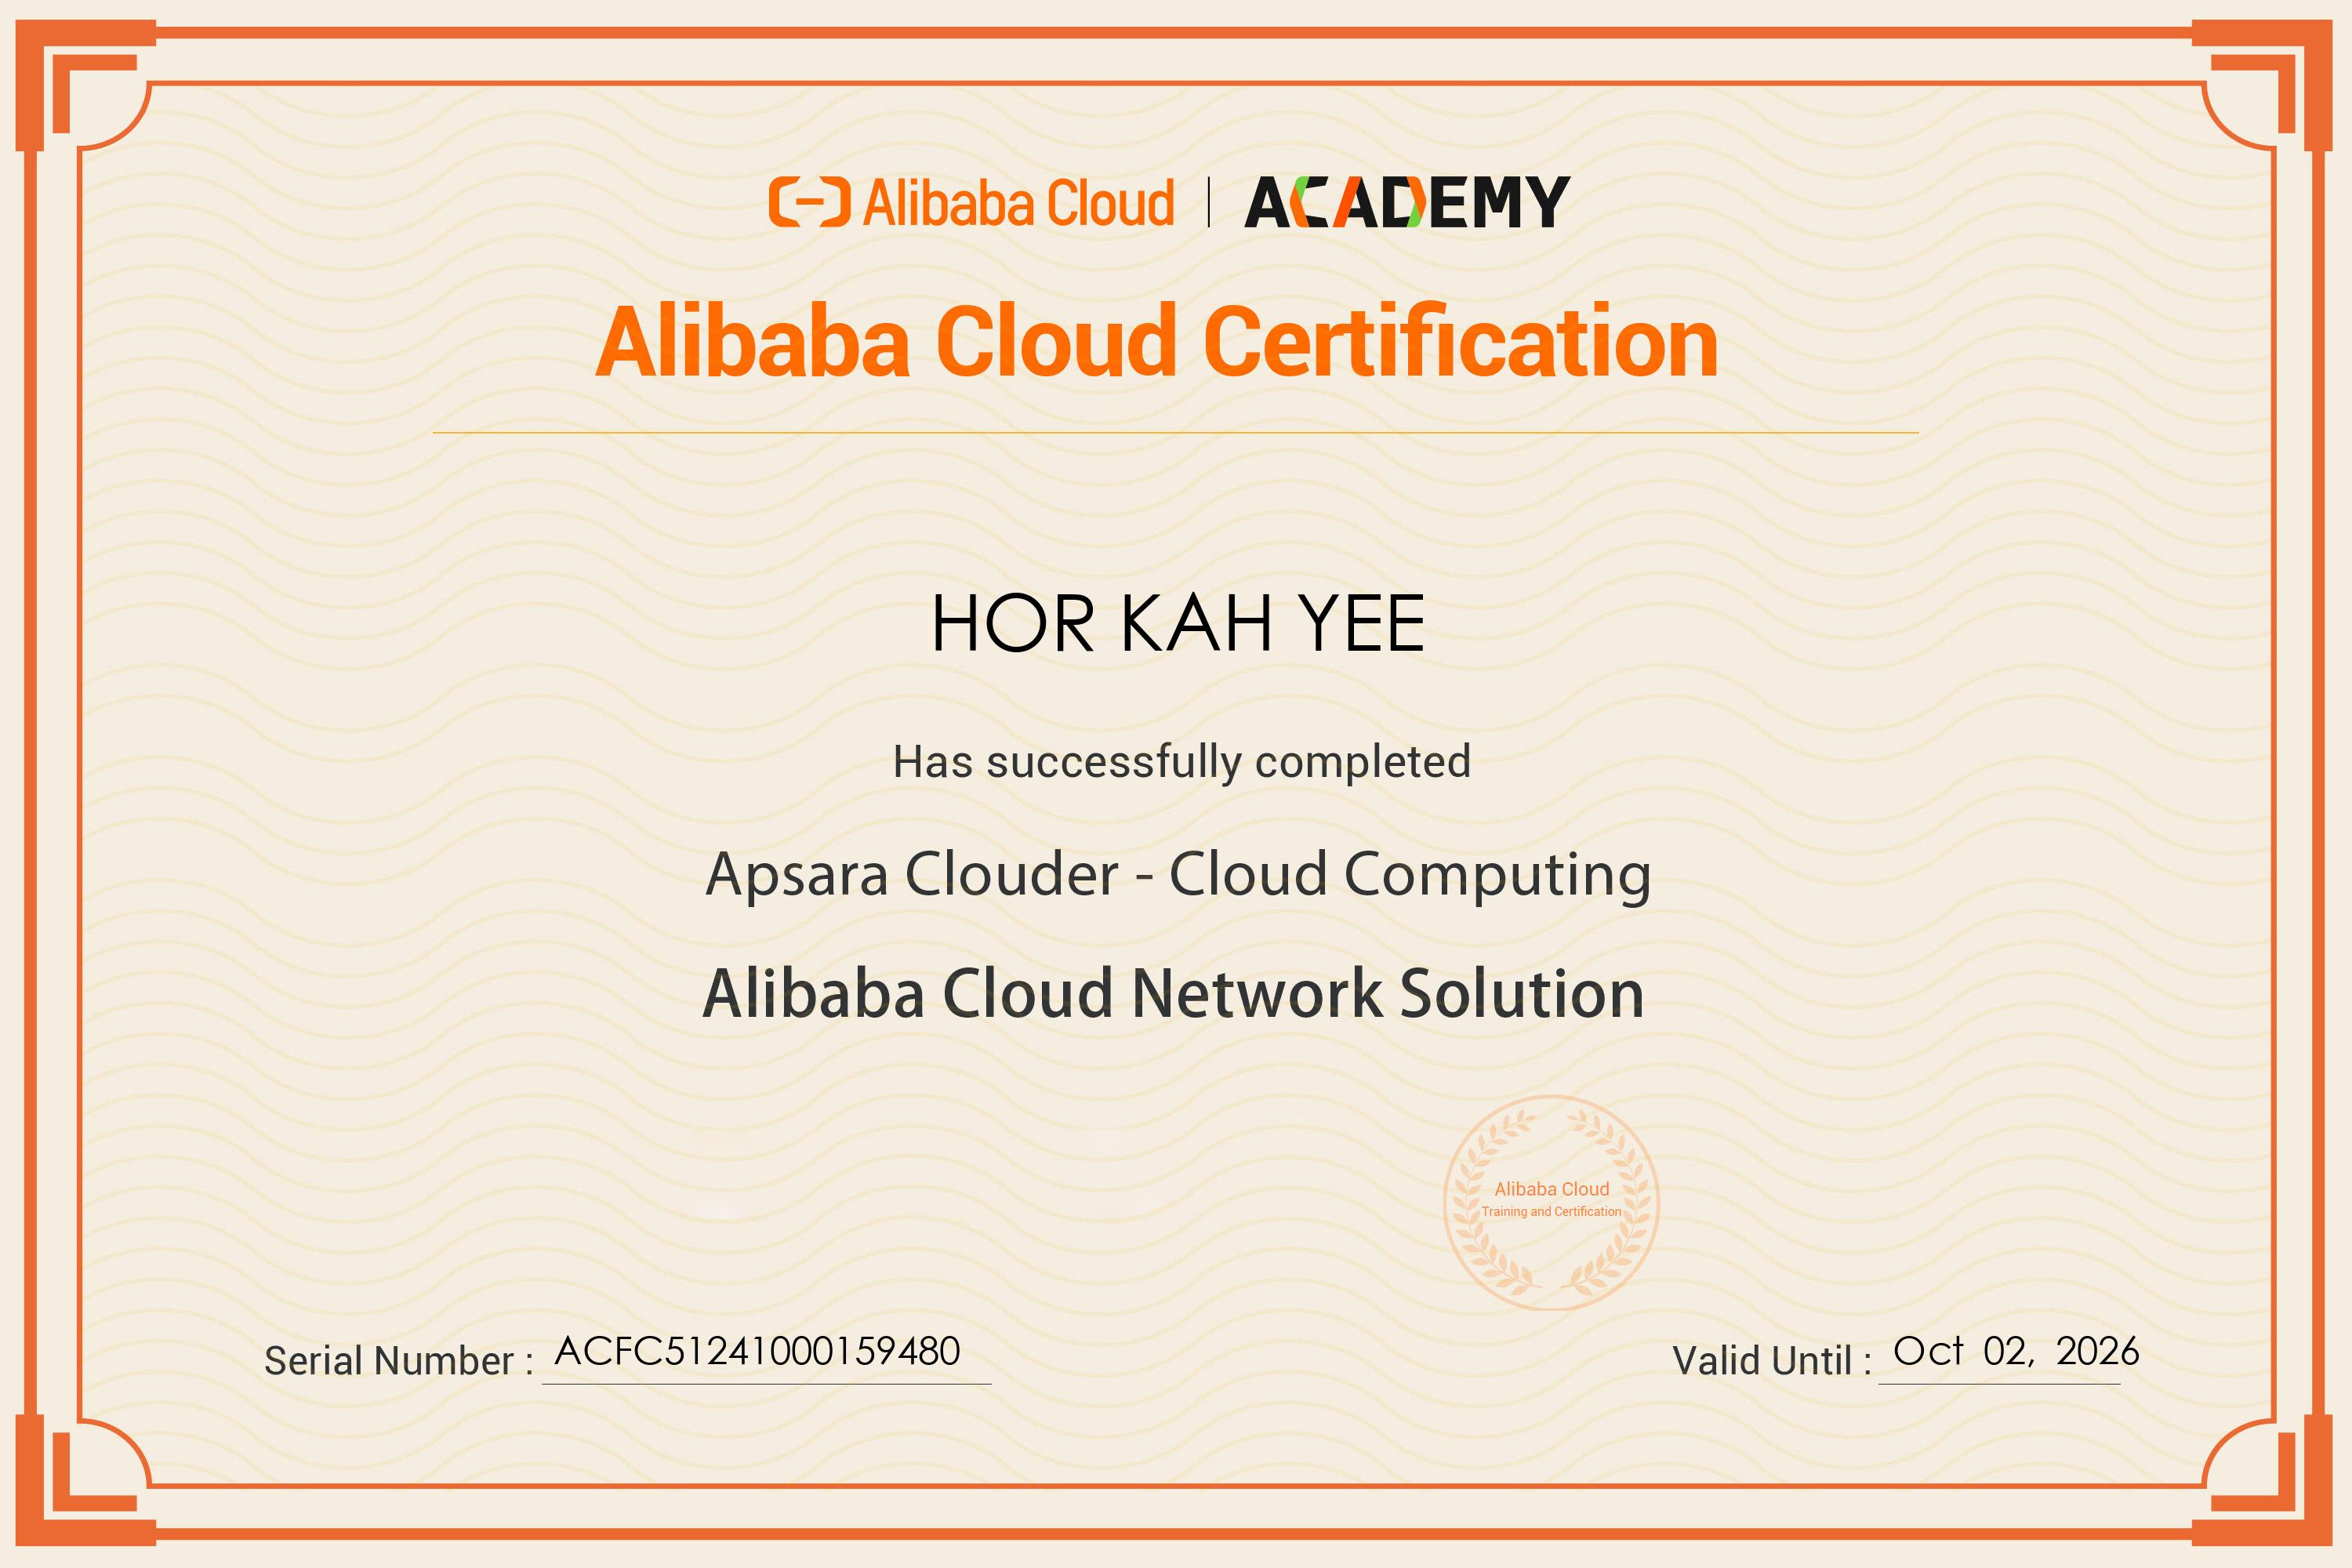 Alibaba Cloud | ACADEMY
Alibaba Cloud Certification
HOR KAH YEE
Has successfully completed
Apsara Clouder - Cloud Computing
Alibaba Cloud Network Solution
Alibaba Cloud
Training and Certification
Serial Number : ACFC51241000159480
Valid Until : Oct 02, 2026